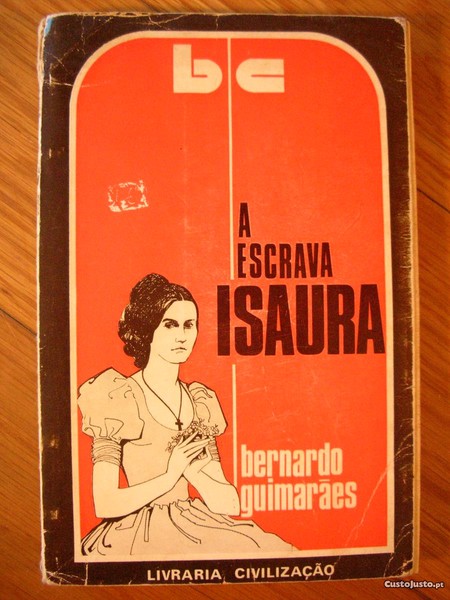 bc
A
ESCRAVA
ISAURA
bernardo
guimarães
LIVRARIA CIVILIZAÇÃO
CustoJusto.pt